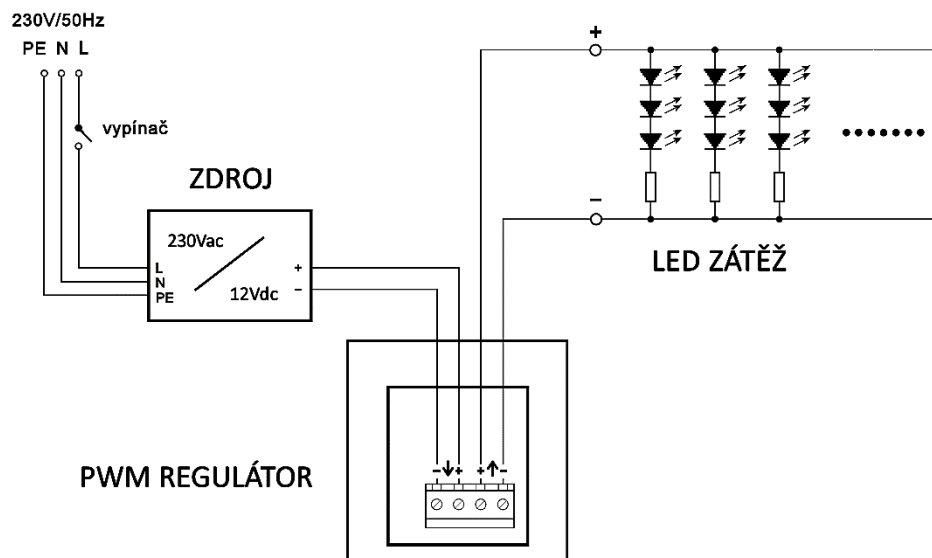 230V/50Hz
PE N L
vypínač
ZDROJ
230Vac
L
N
PE
+
−
12Vdc
+
−
LED ZÁTĚŽ
PWM REGULÁTOR
−↓+ +↑−